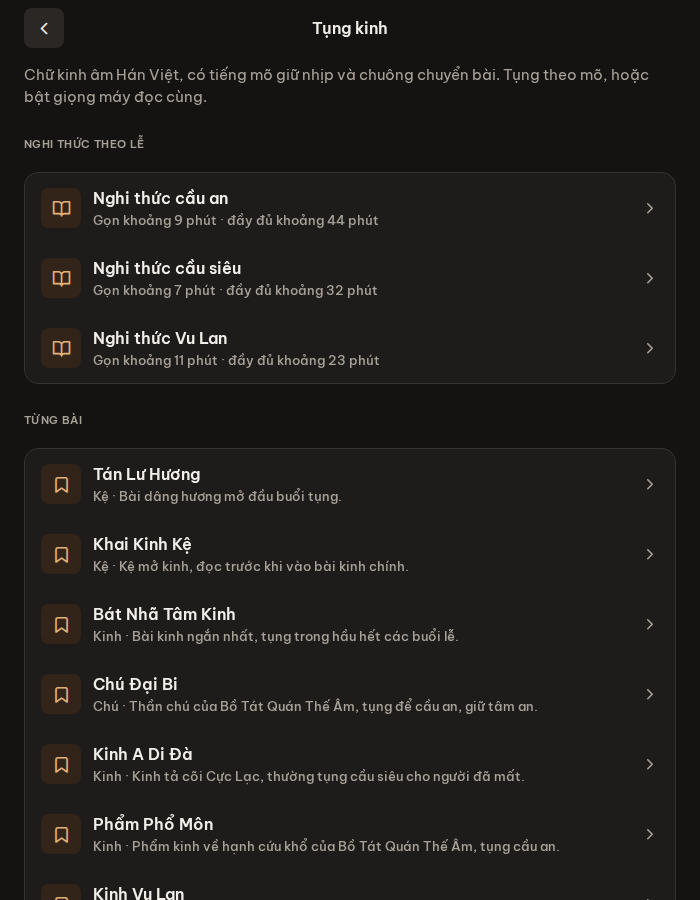 Tụng kinh
Chữ kinh âm Hán Việt, có tiếng mõ giữ nhịp và chuông chuyển bài. Tụng theo mõ, hoặc
bật giọng máy đọc cùng.
NGHI THỨC THEO LỄ
Nghi thức cầu an
Gọn khoảng 9 phút · đầy đủ khoảng 44 phút
Nghi thức cầu siêu
Gọn khoảng 7 phút · đầy đủ khoảng 32 phút
Nghi thức Vu Lan
Gọn khoảng 11 phút · đầy đủ khoảng 23 phút
TỪNG BÀI
Tán Lư Hương
Kệ · Bài dâng hương mở đầu buổi tụng.
Khai Kinh Kệ
Kệ · Kệ mở kinh, đọc trước khi vào bài kinh chính.
Bát Nhã Tâm Kinh
Kinh · Bài kinh ngắn nhất, tụng trong hầu hết các buổi lễ.
Chú Đại Bi
Chú · Thần chú của Bồ Tát Quán Thế Âm, tụng để cầu an, giữ tâm an.
Kinh A Di Đà
Kinh · Kinh tả cõi Cực Lạc, thường tụng cầu siêu cho người đã mất.
Phẩm Phổ Môn
Kinh · Phẩm kinh về hạnh cứu khổ của Bồ Tát Quán Thế Âm, tụng cầu an.
Kinh Vu Lan